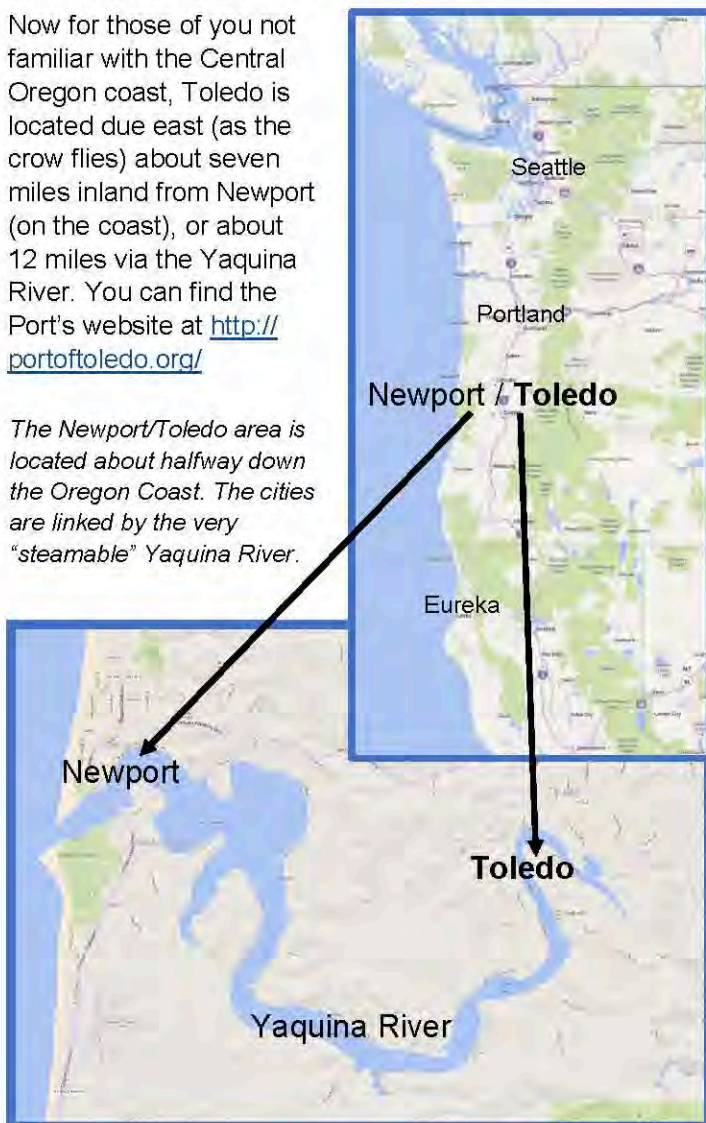 Now for those of you not
familiar with the Central
Oregon coast, Toledo is
located due east (as the
crow flies) about seven
miles inland from Newport
(on the coast), or about
12 miles via the Yaquina
River. You can find the
Port's website at http://
portoftoledo.org/
The Newport/Toledo area is
located about halfway down
the Oregon Coast. The cities
are linked by the very
"steamable" Yaquina River.
Seattle
Portland
Newport / Toledo
Eureka
Newport
Toledo
Yaquina River